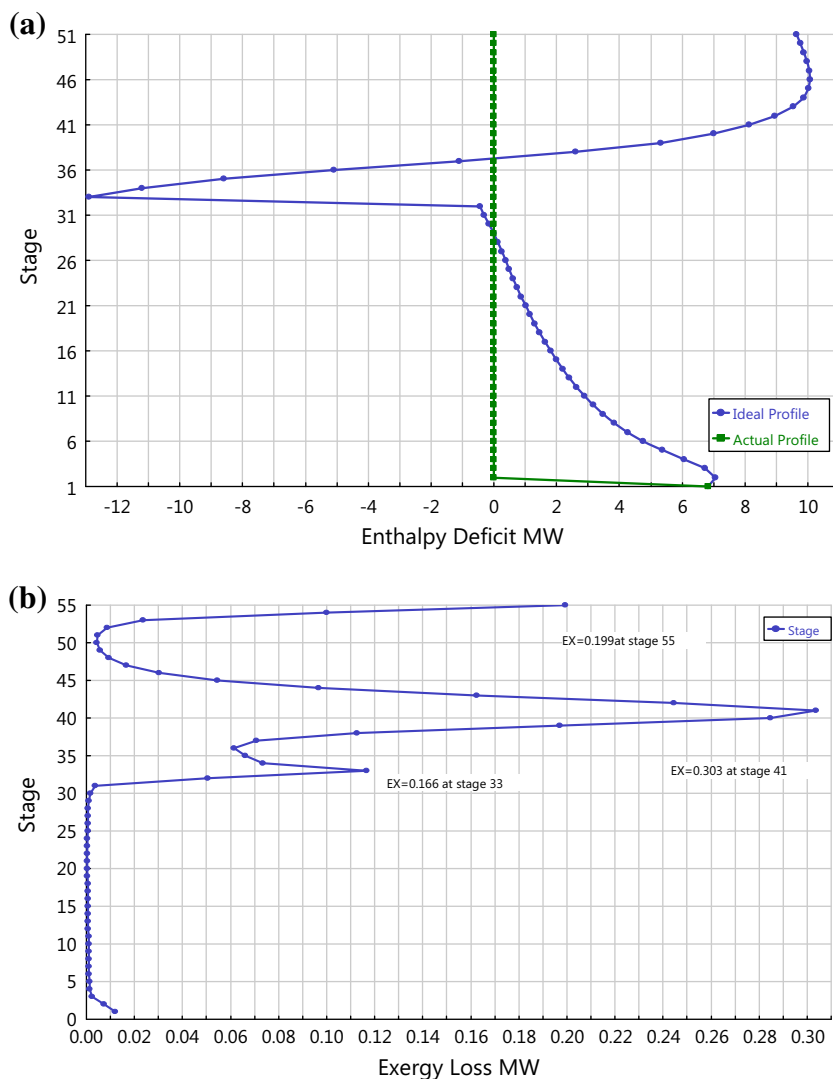 (a)
51
46
41
36
31
26
21
16
11
6
1
Stage
Ideal Profile
Actual Profile
-12 -10 -8 -6 -4 -2 0 2 4 6 8 10
Enthalpy Deficit MW
(b)
55
50
45
40
35
30
25
20
15
10
5
0
Stage
Stage
EX=0.199at stage 55
EX=0.303 at stage 41
EX=0.166 at stage 33
0.00 0.02 0.04 0.06 0.08 0.10 0.12 0.14 0.16 0.18 0.20 0.22 0.24 0.26 0.28 0.30
Exergy Loss MW